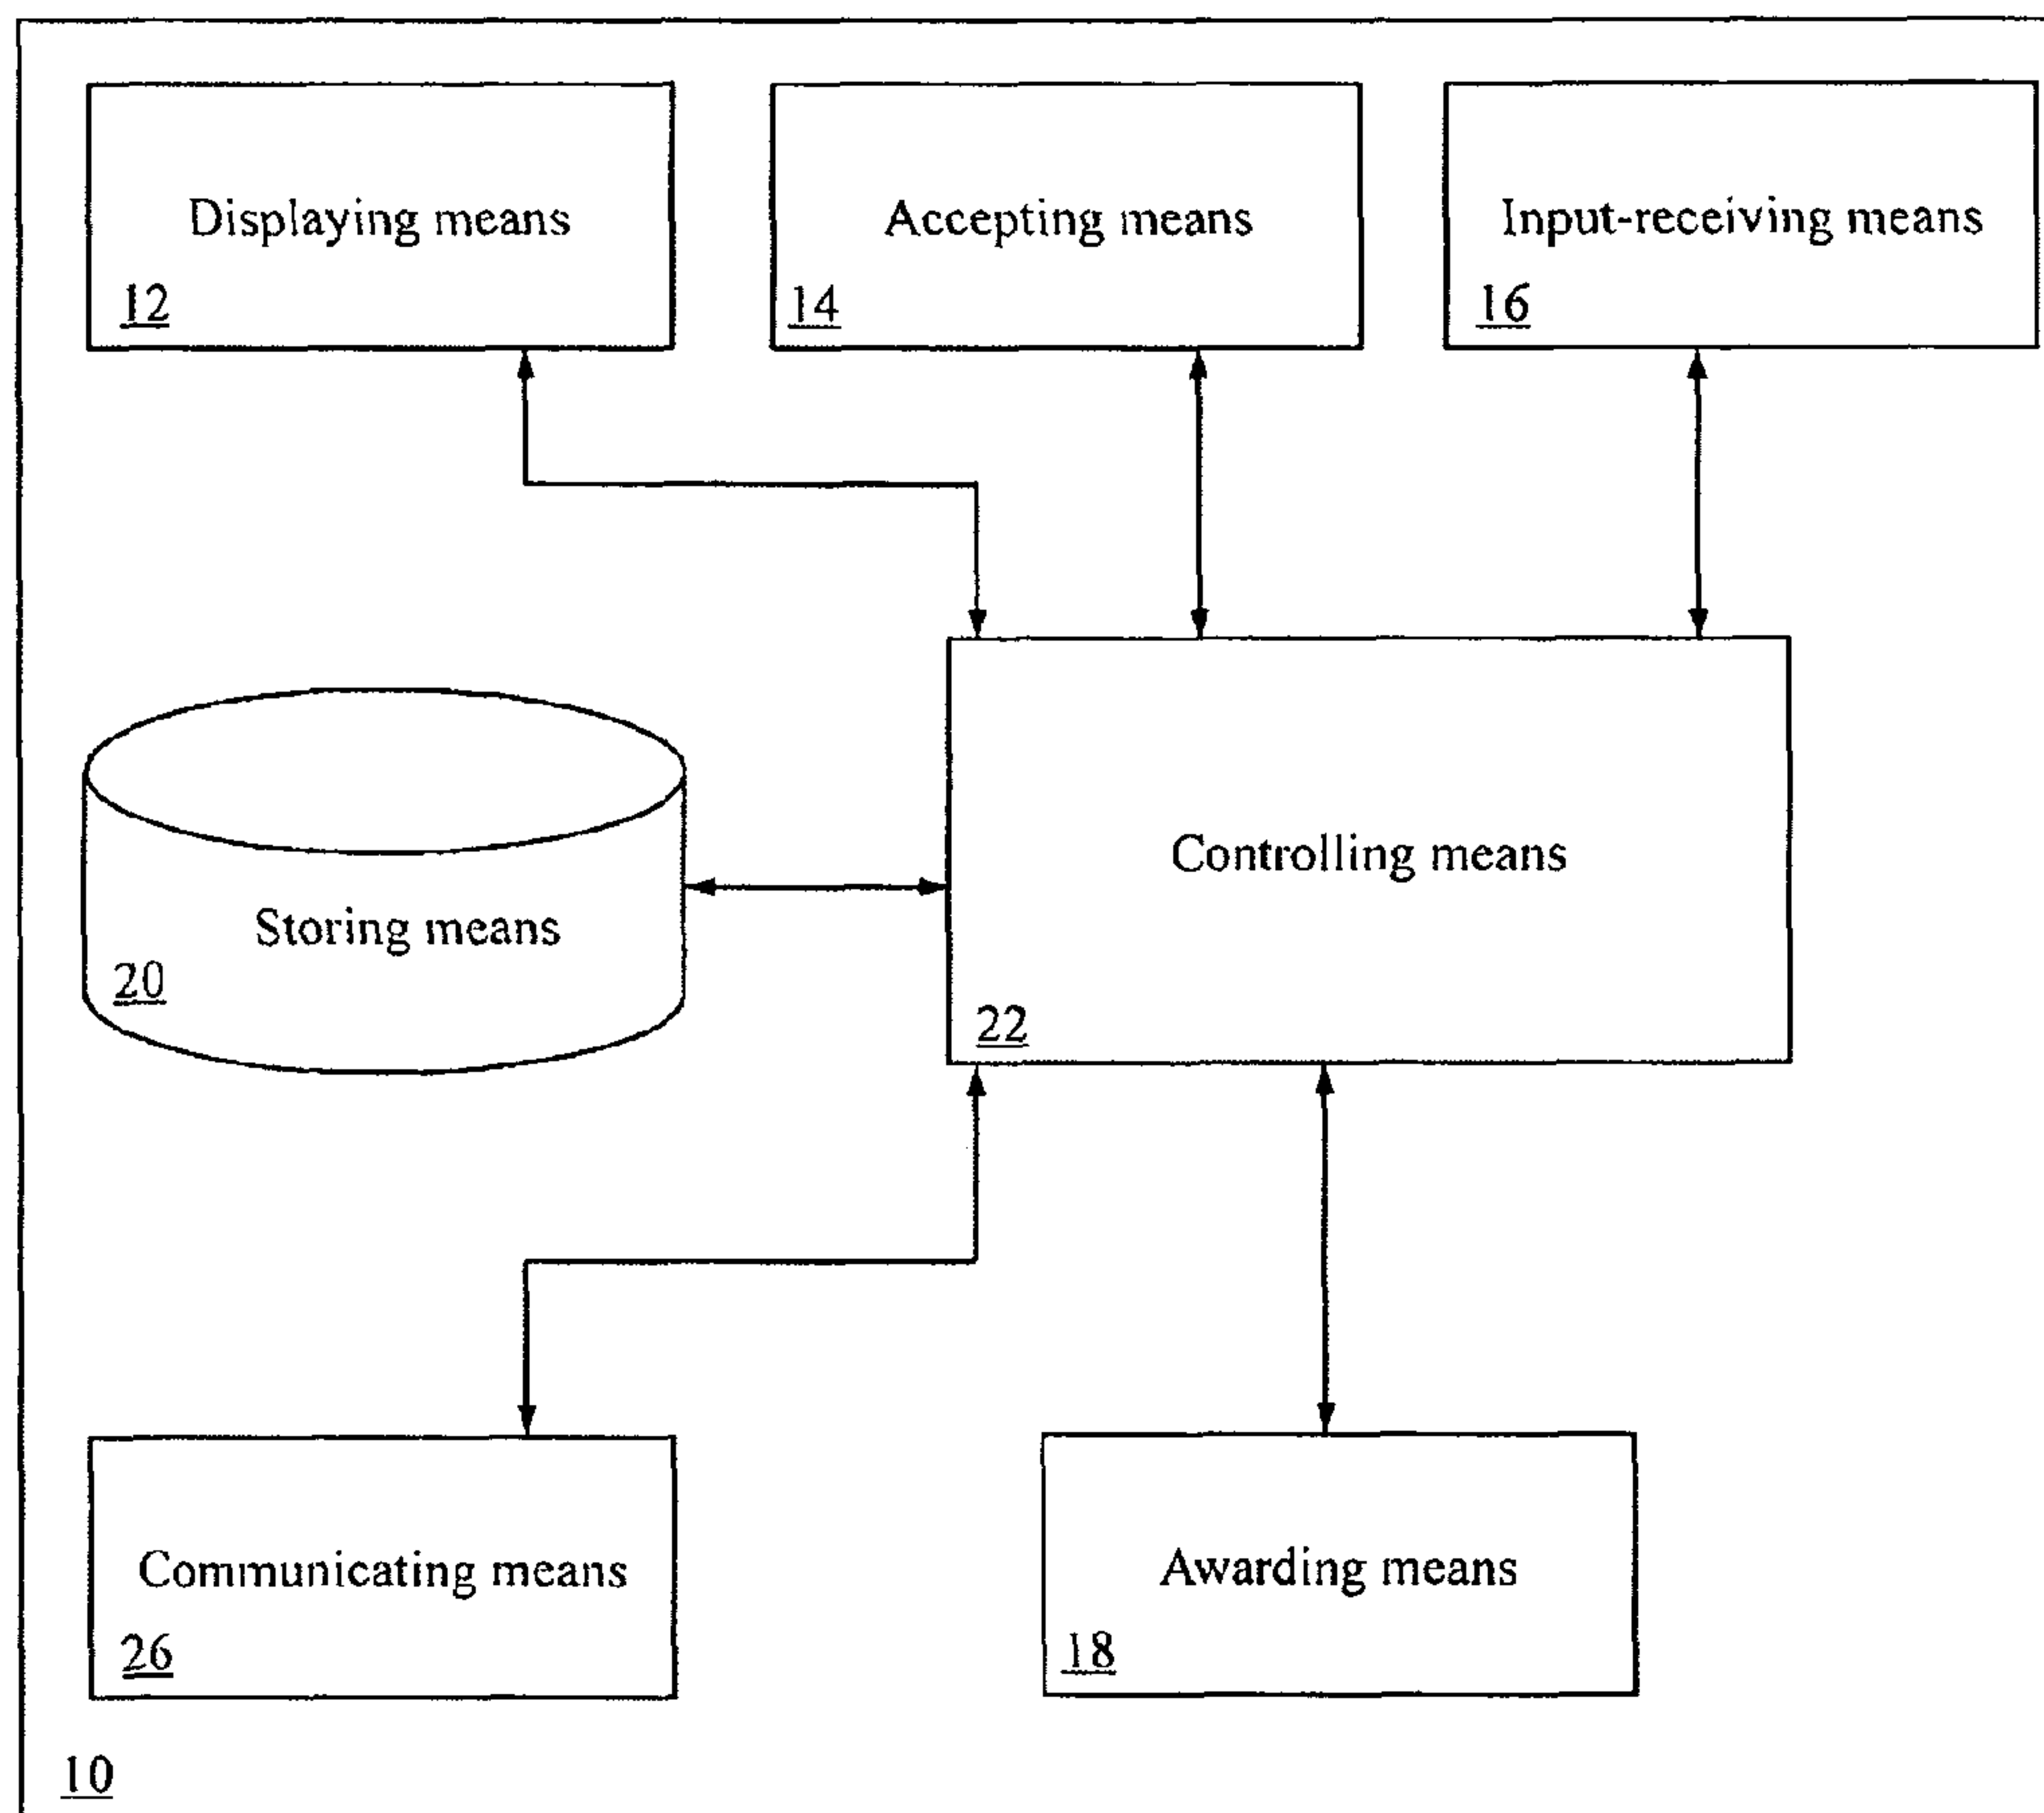 Displaying means
12
Accepting means
14
Input-receiving means
16
Storing means
20
Controlling means
22
Communicating means
26
Awarding means
18
10